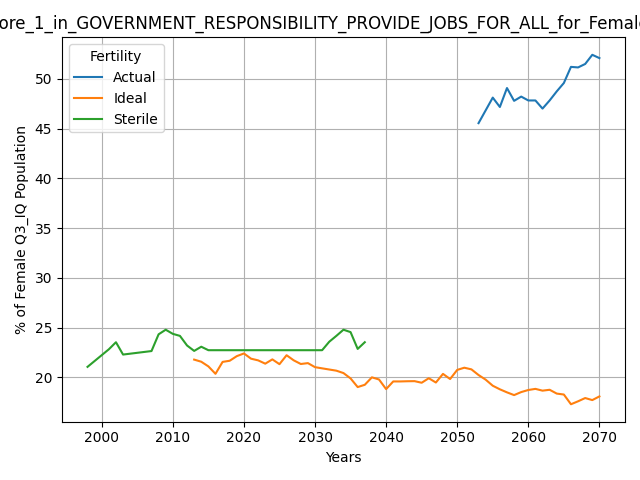 ore_1_in_GOVERNMENT_RESPONSIBILITY_PROVIDE_JOBS_FOR_ALL_for_Female
Fertility
Actual
Ideal
Sterile
% of Female Q3_IQ Population
50
45
40
35
30
25
20
2000 2010 2020 2030 2040 2050 2060 2070
Years